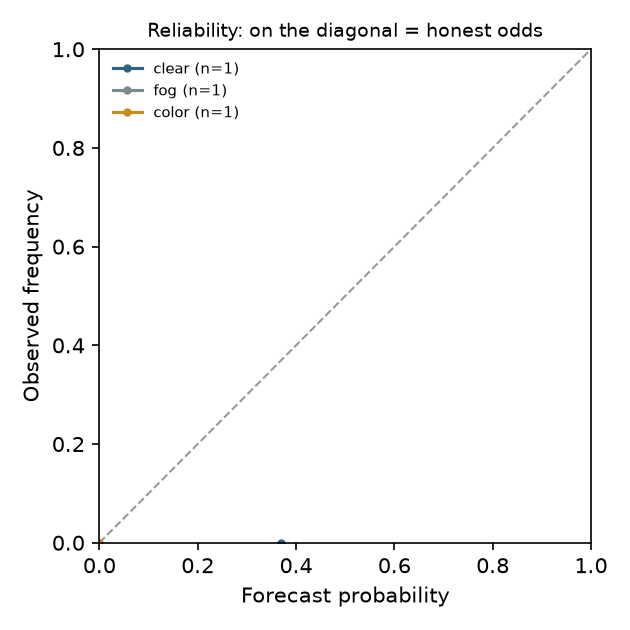 Reliability: on the diagonal = honest odds
clear (n=1)
fog (n=1)
color (n=1)
1.0
0.8
0.6
0.4
0.2
0.0
Observed frequency
0.0 0.2 0.4 0.6 0.8 1.0
Forecast probability